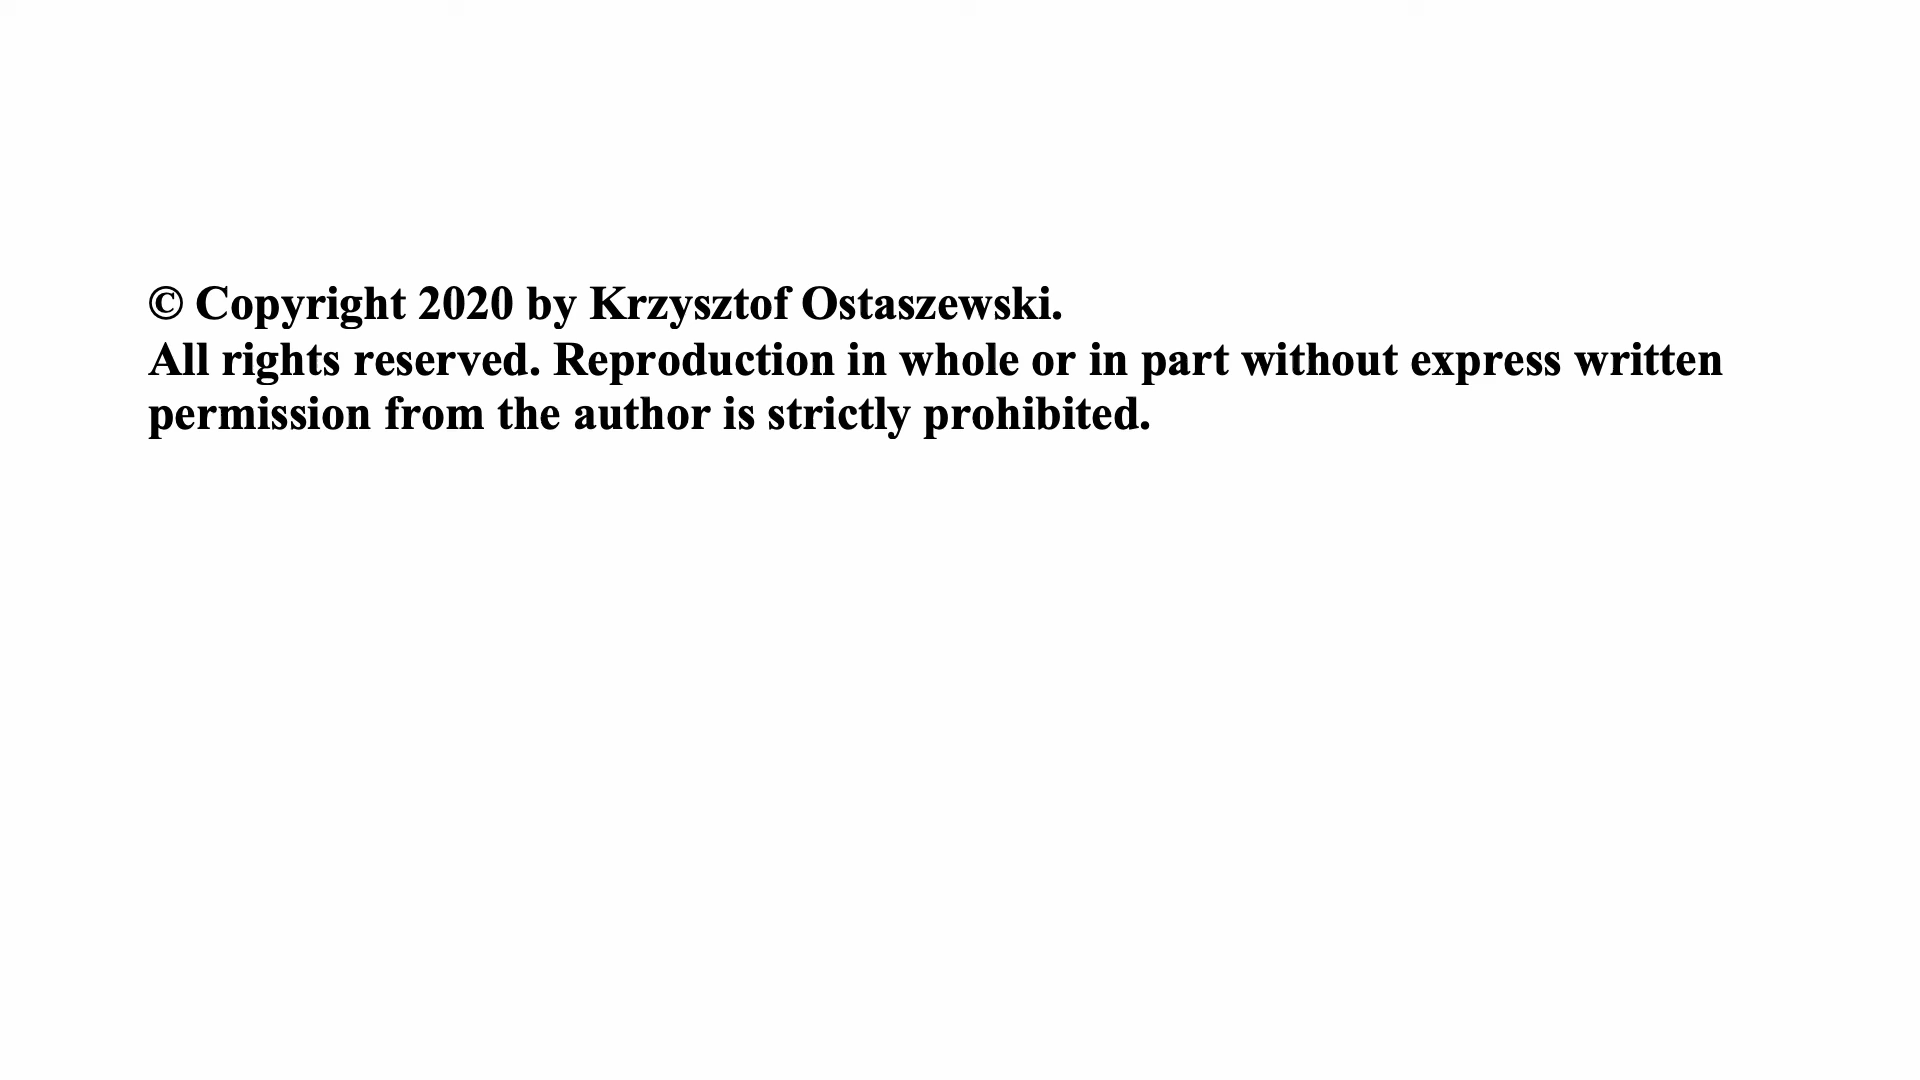 © Copyright 2020 by Krzysztof Ostaszewski.
All rights reserved. Reproduction in whole or in part without express written
permission from the author is strictly prohibited.